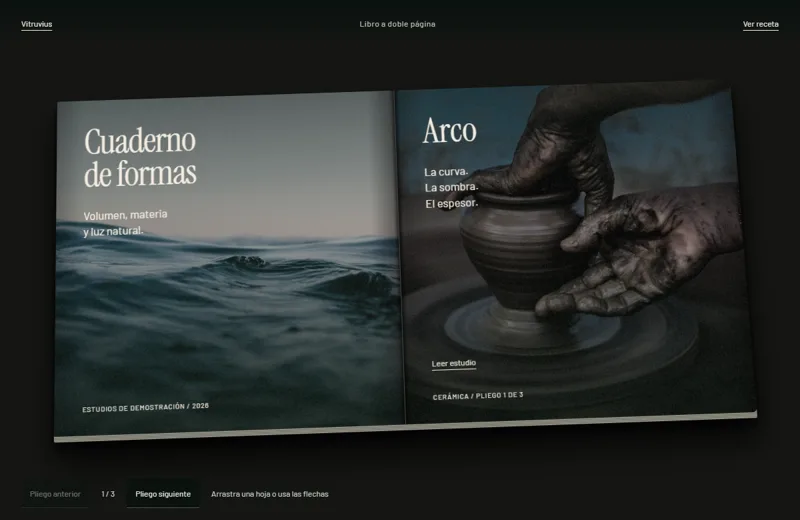 Vitruvius
Libro a doble página
Ver receta
Cuaderno
de formas
Volumen, materia
y luz natural.
ESTUDIOS DE DEMOSTRACIÓN / 2026
Arco
La curva.
La sombra.
El espesor.
Leer estudio
CERÁMICA / PLIEGO 1 DE 3
Pliego anterior
1 / 3
Pliego siguiente
Arrastra una hoja o usa las flechas